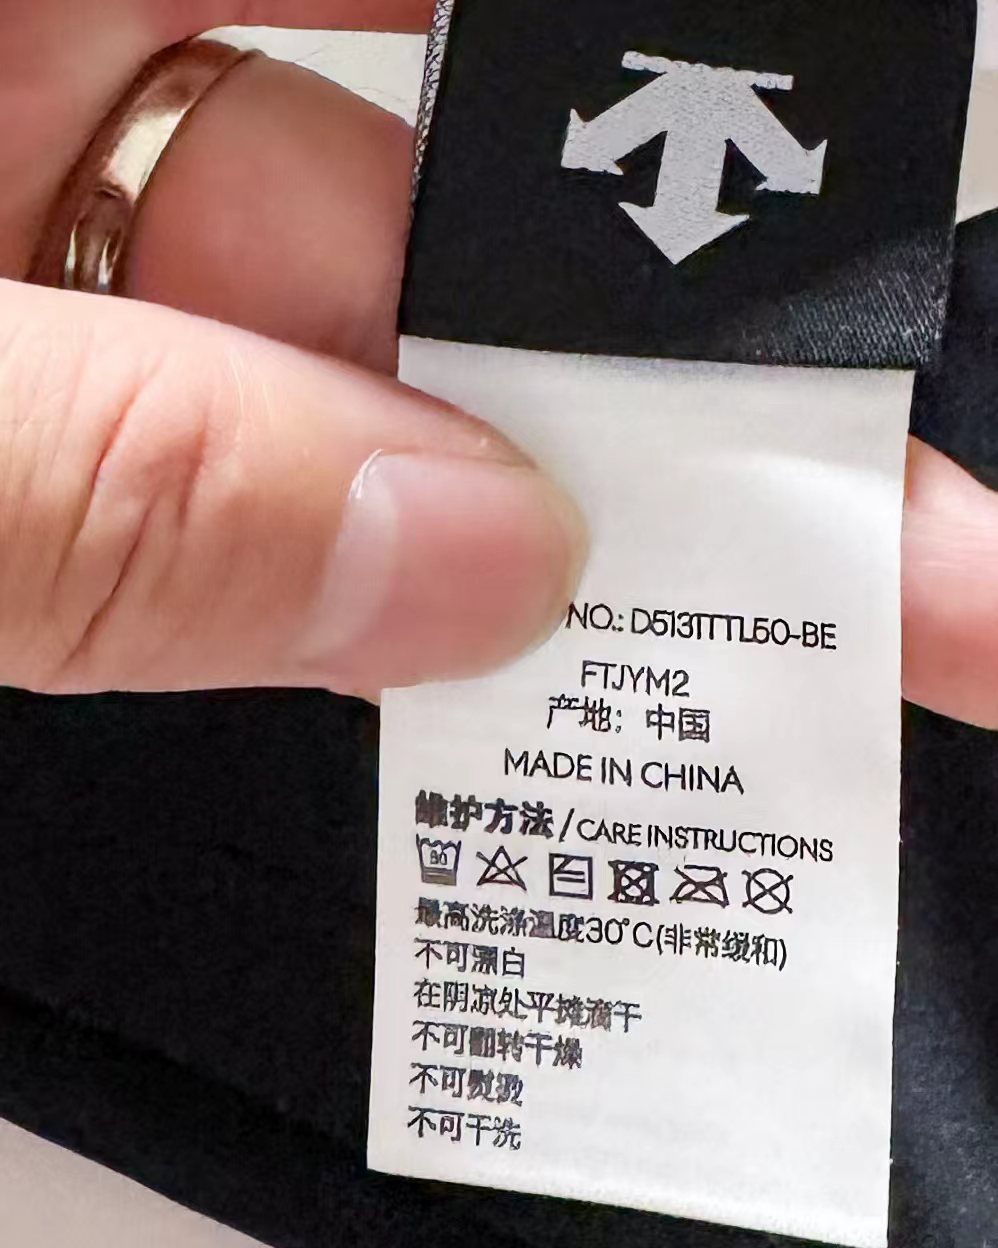 NO.: D513TTTL50-BE
FTJYM2
产地：中国
MADE IN CHINA
维护方法 / CARE INSTRUCTIONS
30
最高洗涤温度30°C(非常缓和)
不可漂白
在阴凉处平摊滴干
不可翻转干燥
不可熨烫
不可干洗